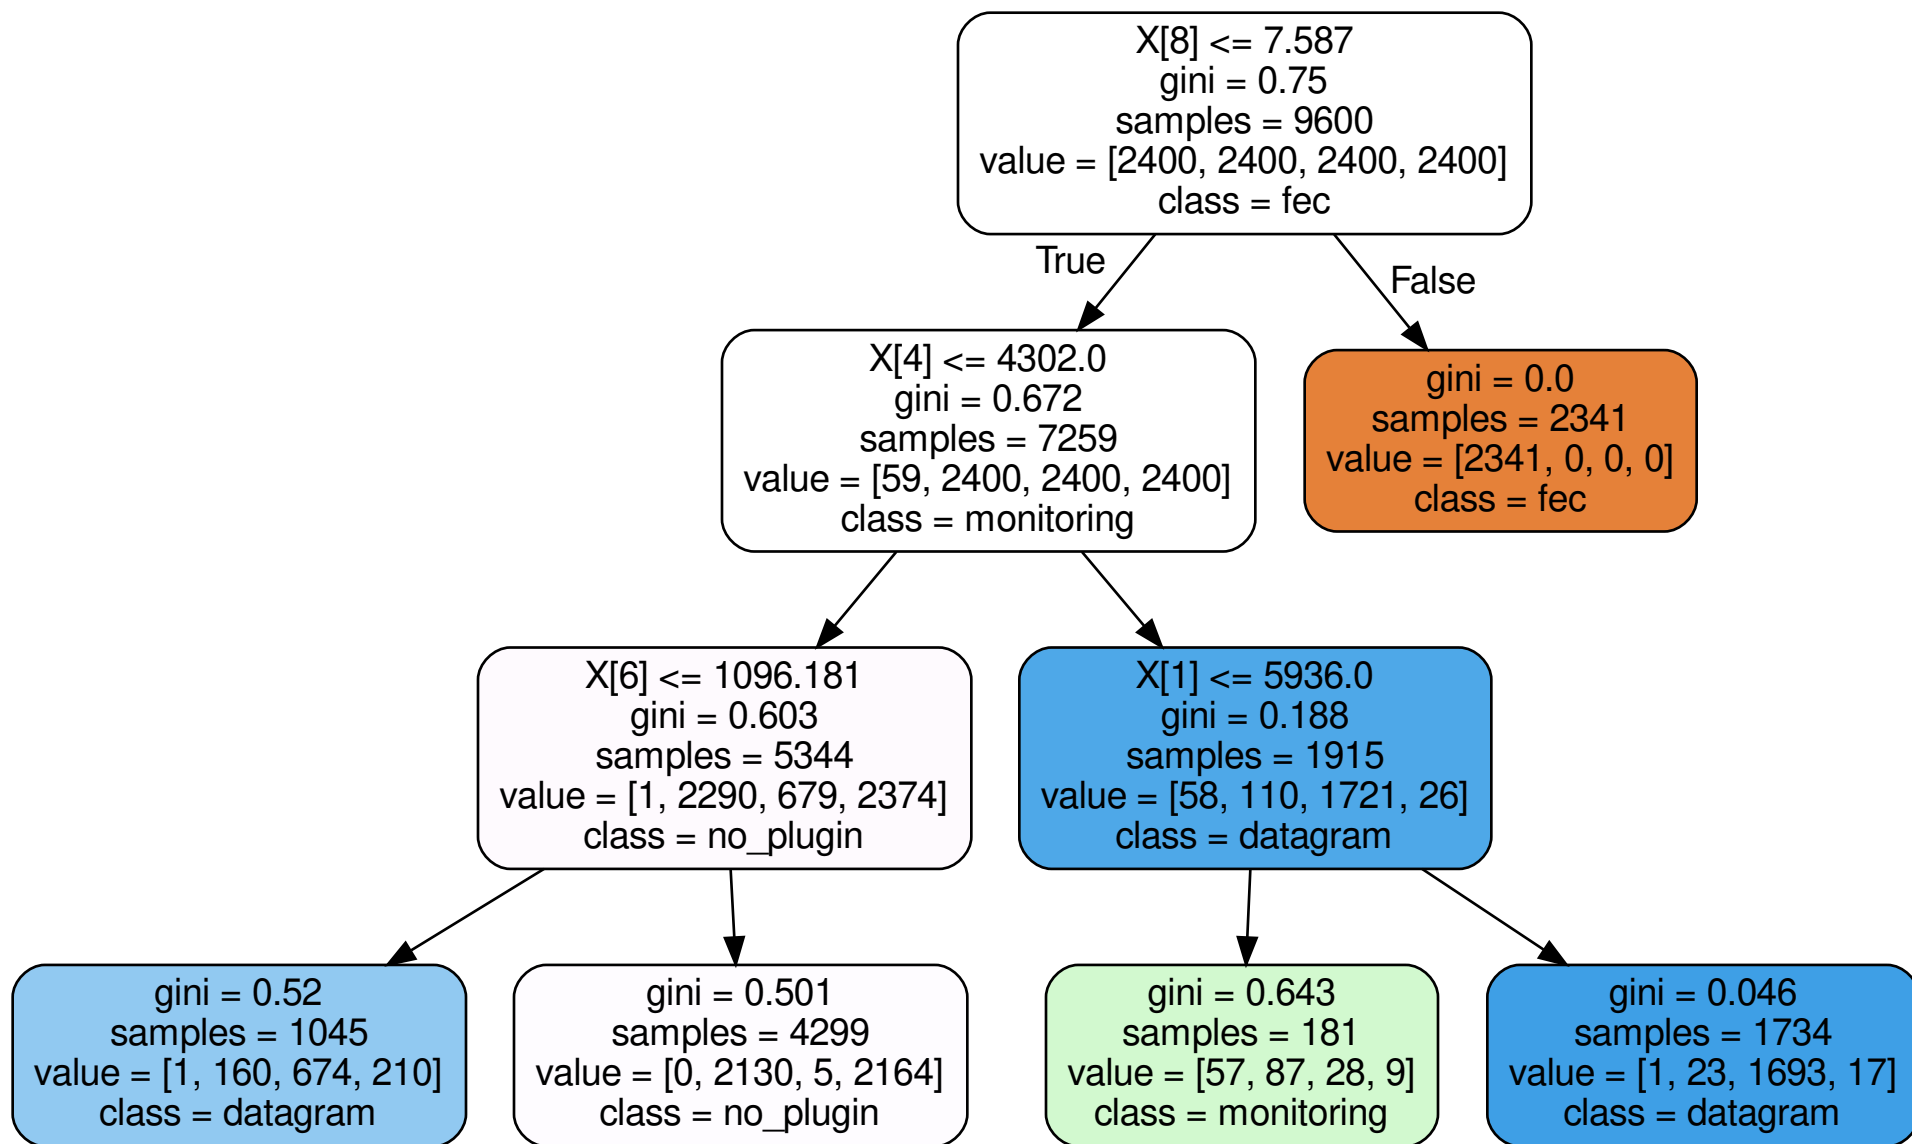 X[8] <= 7.587
gini = 0.75
samples = 9600
value = [2400, 2400, 2400, 2400]
class = fec
True
False
X[4] <= 4302.0
gini = 0.672
samples = 7259
value = [59, 2400, 2400, 2400]
class = monitoring
gini = 0.0
samples = 2341
value = [2341, 0, 0, 0]
class = fec
X[6] <= 1096.181
gini = 0.603
samples = 5344
value = [1, 2290, 679, 2374]
class = no_plugin
X[1] <= 5936.0
gini = 0.188
samples = 1915
value = [58, 110, 1721, 26]
class = datagram
gini = 0.52
samples = 1045
value = [1, 160, 674, 210]
class = datagram
gini = 0.501
samples = 4299
value = [0, 2130, 5, 2164]
class = no_plugin
gini = 0.643
samples = 181
value = [57, 87, 28, 9]
class = monitoring
gini = 0.046
samples = 1734
value = [1, 23, 1693, 17]
class = datagram